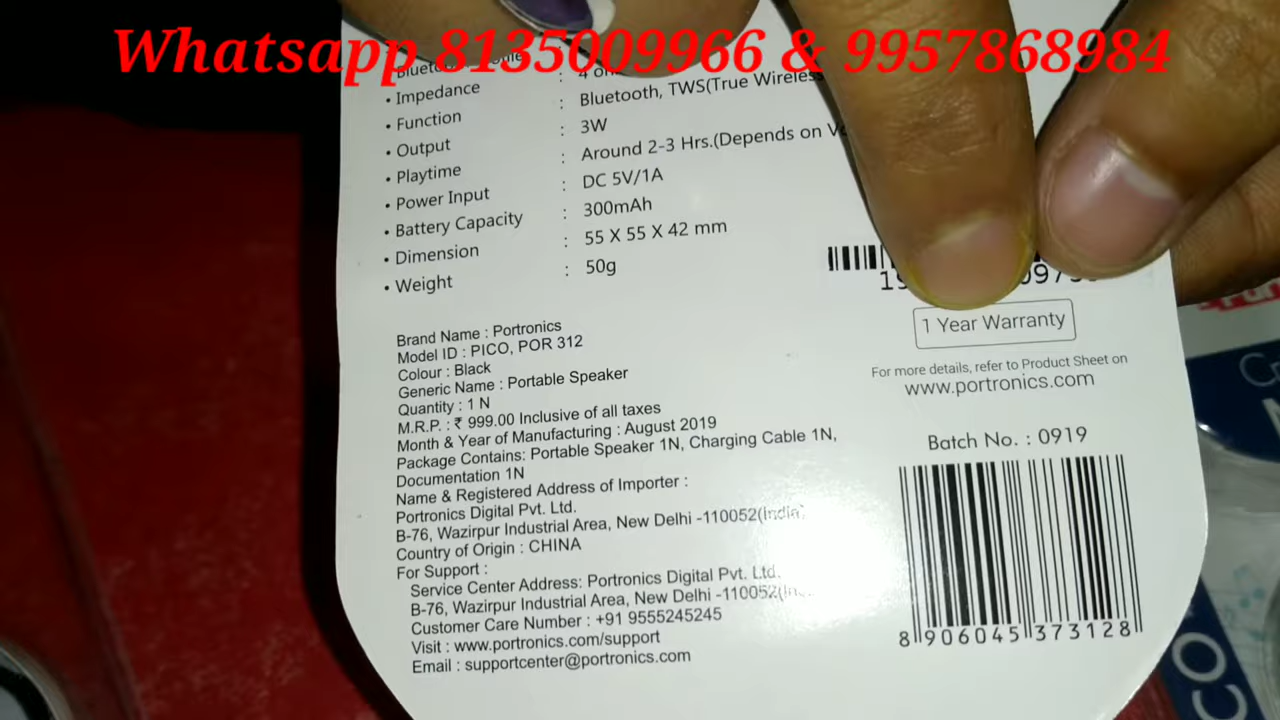 Whatsapp 8135009966 & 9957868984
• Impedance : 4 
• Function : Bluetooth, TWS(True Wireless
• Output : 3W
• Playtime : Around 2-3 Hrs.(Depends on
• Power Input : DC 5V/1A
• Battery Capacity : 300mAh
• Dimension : 55 X 55 X 42 mm
• Weight : 50g
1 Year Warranty
For more details, refer to Product Sheet on
www.portronics.com
Batch No. : 0919
8 906045 373128
Brand Name : Portronics
Model ID : PICO, POR 312
Colour : Black
Generic Name : Portable Speaker
Quantity : 1 N
M.R.P. : ₹ 999.00 Inclusive of all taxes
Month & Year of Manufacturing : August 2019
Package Contains: Portable Speaker 1N, Charging Cable 1N,
Documentation 1N
Name & Registered Address of Importer :
Portronics Digital Pvt. Ltd.
B-76, Wazirpur Industrial Area, New Delhi -110052(India)
Country of Origin : CHINA
For Support :
Service Center Address: Portronics Digital Pvt. Ltd.
B-76, Wazirpur Industrial Area, New Delhi -110052
Customer Care Number : +91 9555245245
Visit : www.portronics.com/support
Email : supportcenter@portronics.com